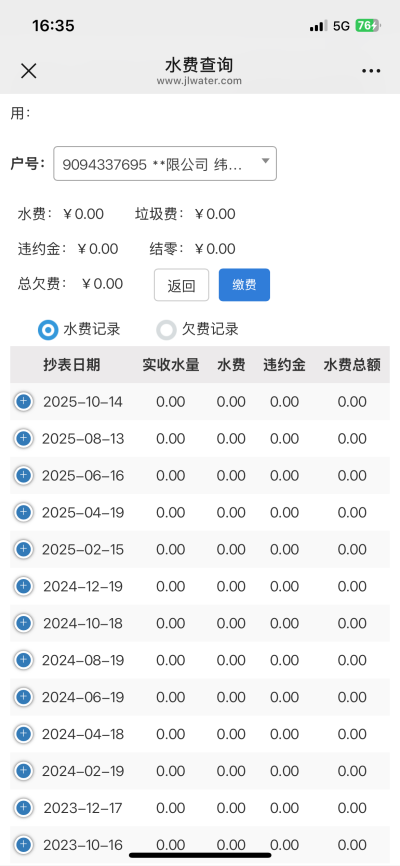 16:35
5G 76
水费查询
www.jlwater.com
用：
户号： 9094337695 **限公司 纬...
水费：￥0.00 垃圾费：￥0.00
违约金：￥0.00 结零：￥0.00
总欠费：￥0.00 返回 缴费
水费记录 欠费记录
抄表日期 实收水量 水费 违约金 水费总额
2025-10-14 0.00 0.00 0.00 0.00
2025-08-13 0.00 0.00 0.00 0.00
2025-06-16 0.00 0.00 0.00 0.00
2025-04-19 0.00 0.00 0.00 0.00
2025-02-15 0.00 0.00 0.00 0.00
2024-12-19 0.00 0.00 0.00 0.00
2024-10-18 0.00 0.00 0.00 0.00
2024-08-19 0.00 0.00 0.00 0.00
2024-06-19 0.00 0.00 0.00 0.00
2024-04-18 0.00 0.00 0.00 0.00
2024-02-19 0.00 0.00 0.00 0.00
2023-12-17 0.00 0.00 0.00 0.00
2023-10-16 0.00 0.00 0.00 0.00